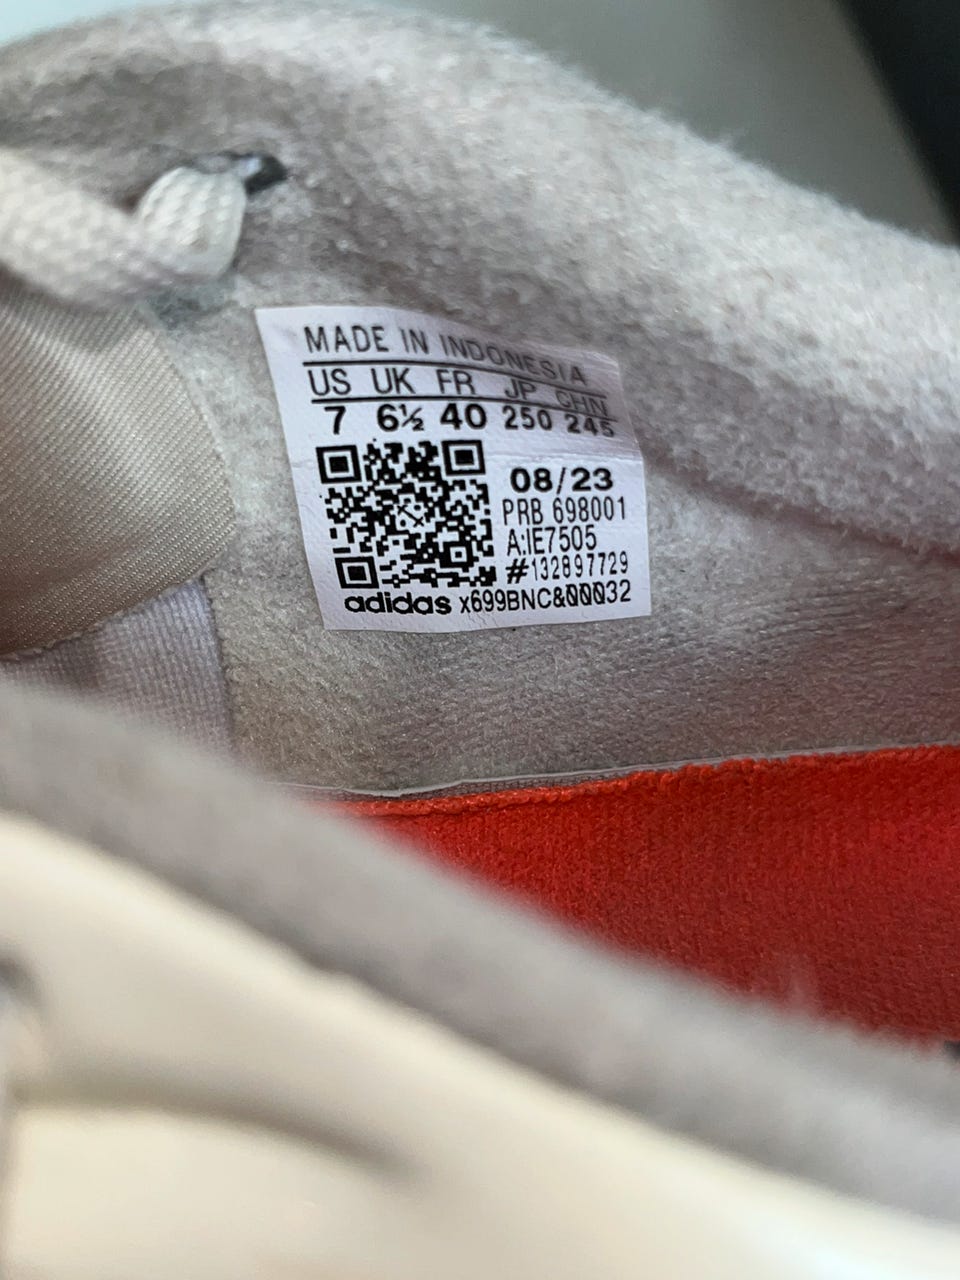 MADE IN INDONESIA
US UK FR JP CHN
7 6½ 40 250 245
08/23
PRB 698001
A:IE7505
#132897729
adidas x699BNC&00032